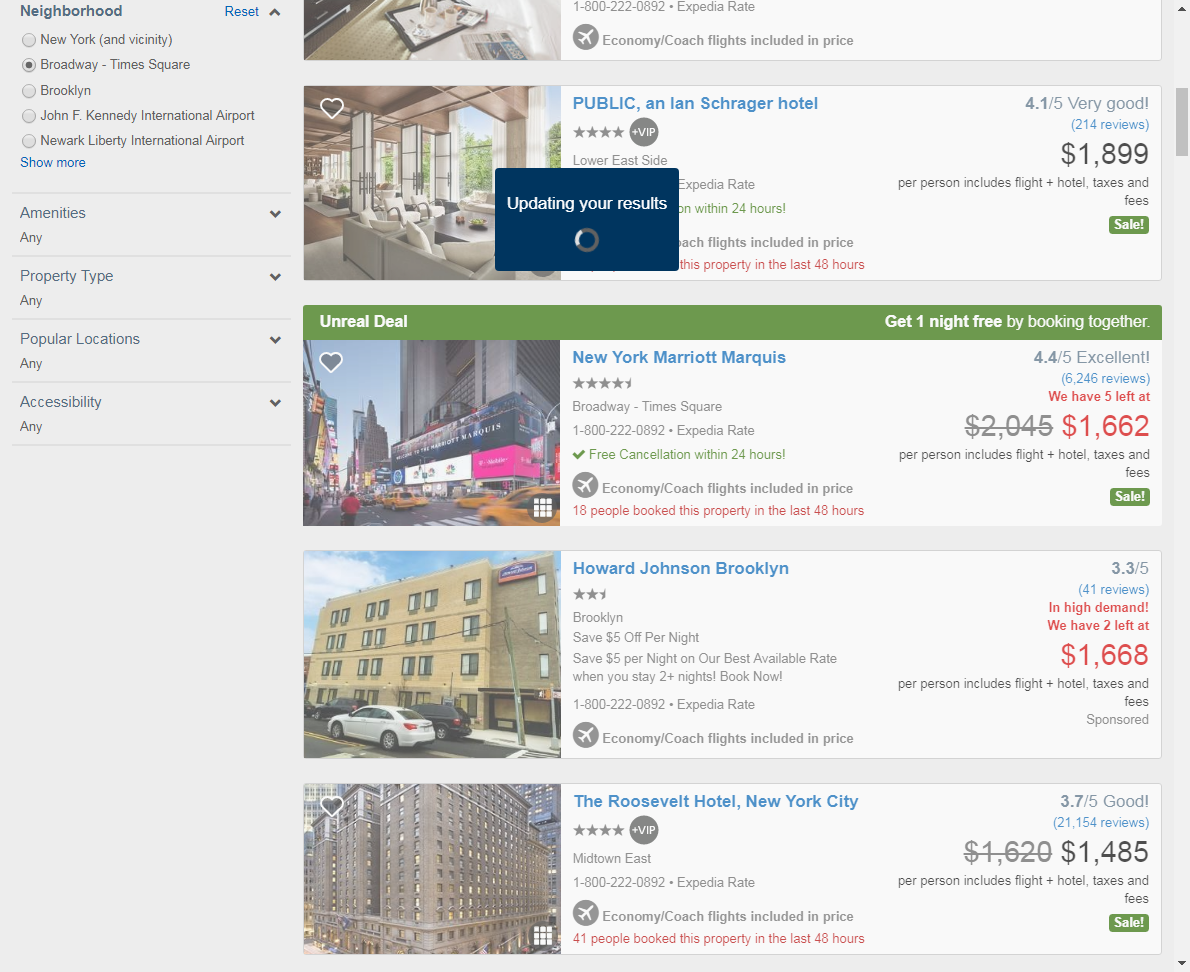 Neighborhood
Reset
New York (and vicinity)
Broadway - Times Square
Brooklyn
John F. Kennedy International Airport
Newark Liberty International Airport
Show more
Amenities
Any
Property Type
Any
Popular Locations
Any
Accessibility
Any
1-800-222-0892 • Expedia Rate
Economy/Coach flights included in price
PUBLIC, an Ian Schrager hotel
+VIP
Lower East Side
Expedia Rate
on within 24 hours!
oach flights included in price
this property in the last 48 hours
4.1/5 Very good!
(214 reviews)
$1,899
per person includes flight + hotel, taxes and
fees
Sale!
Updating your results
Unreal Deal
Get 1 night free by booking together.
WELCOME TO THE MARRIOTT MARQUIS
T-Mobile
New York Marriott Marquis
Broadway - Times Square
1-800-222-0892 • Expedia Rate
Free Cancellation within 24 hours!
Economy/Coach flights included in price
18 people booked this property in the last 48 hours
4.4/5 Excellent!
(6,246 reviews)
We have 5 left at
$2,045 $1,662
per person includes flight + hotel, taxes and
fees
Sale!
Howard Johnson Brooklyn
Brooklyn
Save $5 Off Per Night
Save $5 per Night on Our Best Available Rate
when you stay 2+ nights! Book Now!
1-800-222-0892 • Expedia Rate
Economy/Coach flights included in price
3.3/5
(41 reviews)
In high demand!
We have 2 left at
$1,668
per person includes flight + hotel, taxes and
fees
Sponsored
The Roosevelt Hotel, New York City
+VIP
Midtown East
1-800-222-0892 • Expedia Rate
Economy/Coach flights included in price
41 people booked this property in the last 48 hours
3.7/5 Good!
(21,154 reviews)
$1,620 $1,485
per person includes flight + hotel, taxes and
fees
Sale!